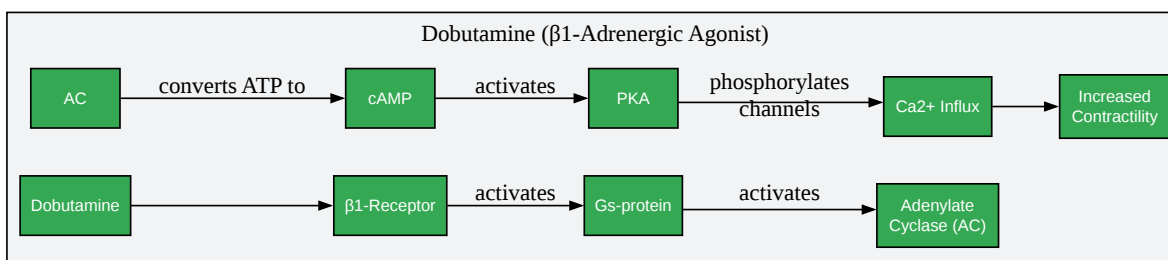 Dobutamine (β1-Adrenergic Agonist)
AC
converts ATP to
cAMP
activates
PKA
phosphorylates
channels
Ca2+ Influx
Increased
Contractility
Dobutamine
β1-Receptor
activates
Gs-protein
activates
Adenylate
Cyclase (AC)